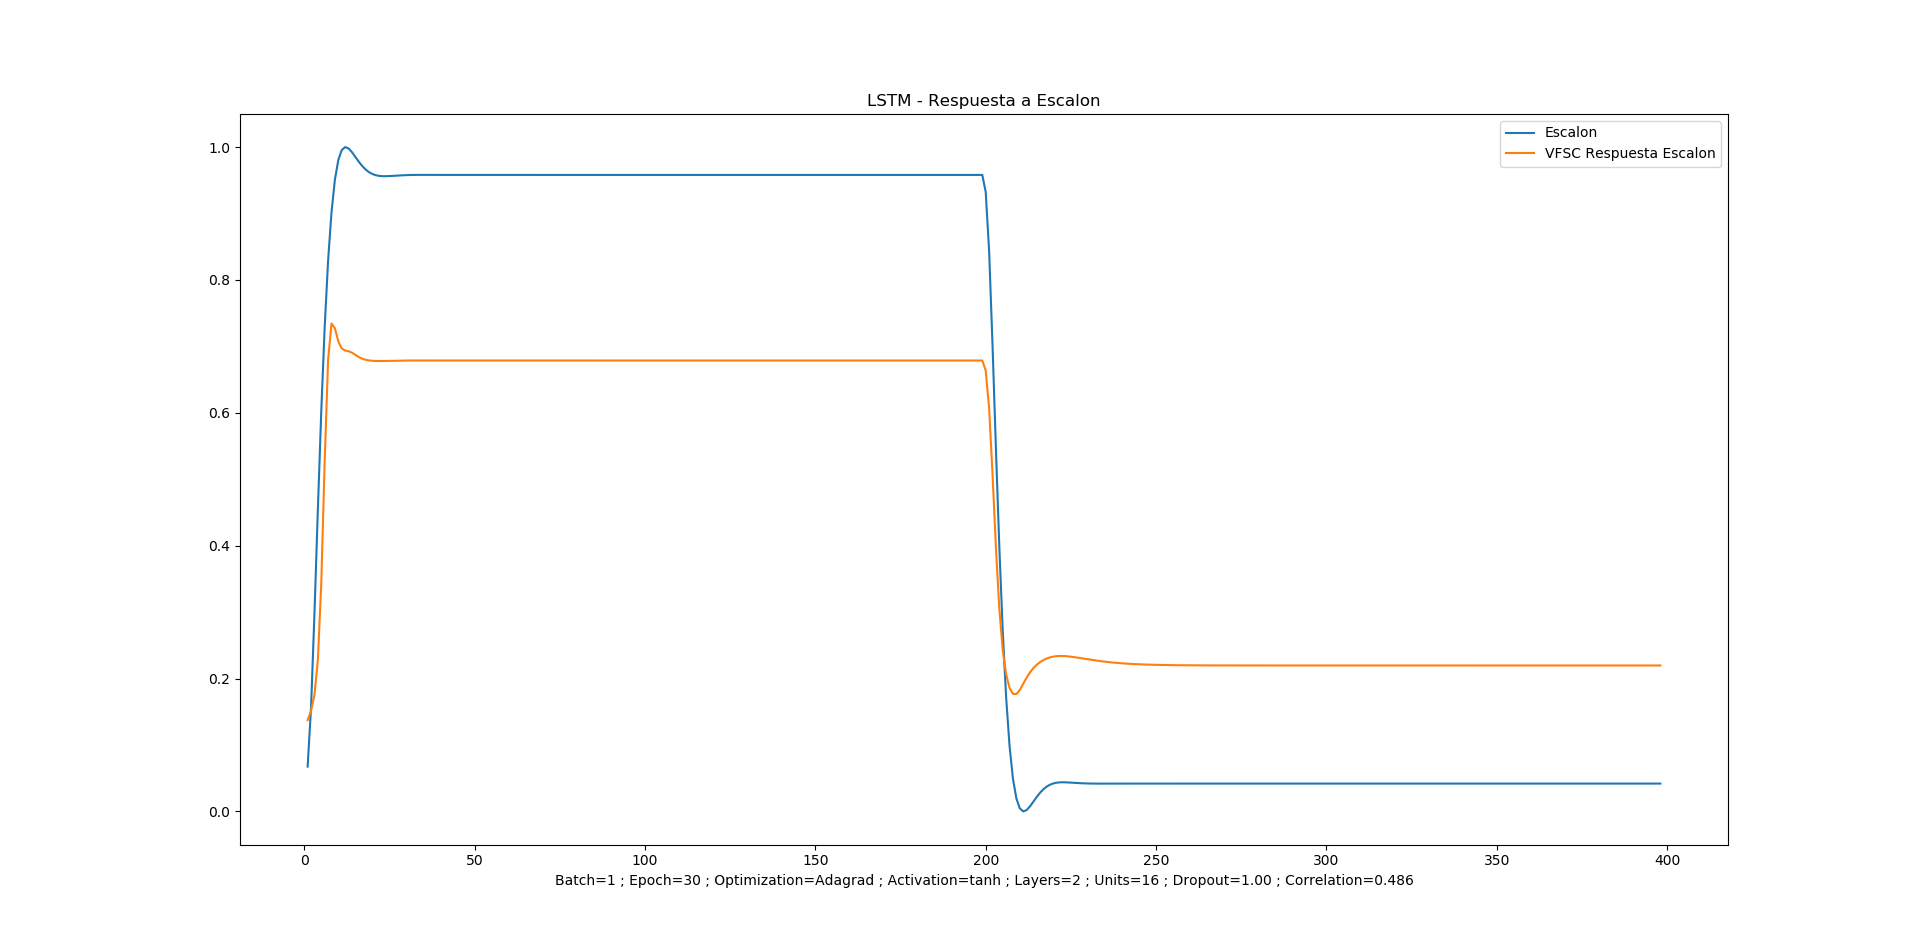 LSTM - Respuesta a Escalon
Escalon
VFSC Respuesta Escalon
1.0
0.8
0.6
0.4
0.2
0.0
0 50 100 150 200 250 300 350 400
Batch=1 ; Epoch=30 ; Optimization=Adagrad ; Activation=tanh ; Layers=2 ; Units=16 ; Dropout=1.00 ; Correlation=0.486